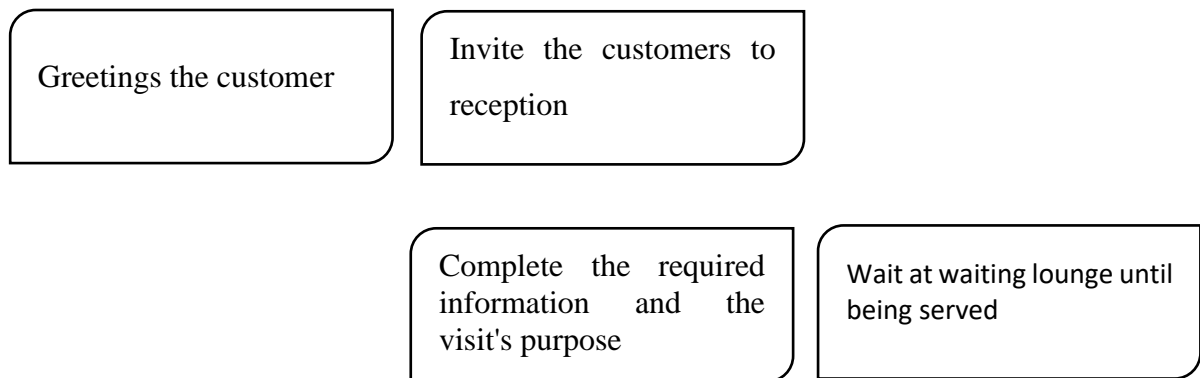 Greetings the customer
Invite the customers to
reception
Complete the required
information and the
visit's purpose
Wait at waiting lounge until
being served